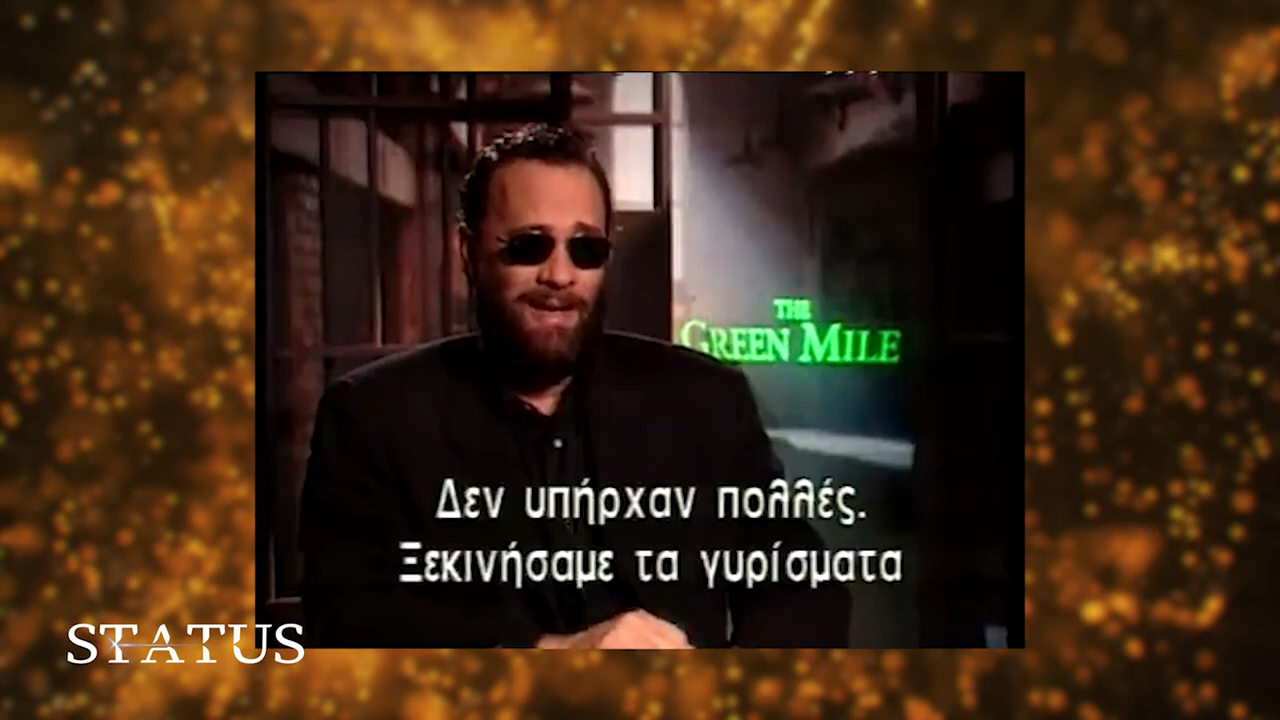 THE
GREEN MILE
Δεν υπήρχαν πολλές.
Ξεκινήσαμε τα γυρίσματα
STATUS